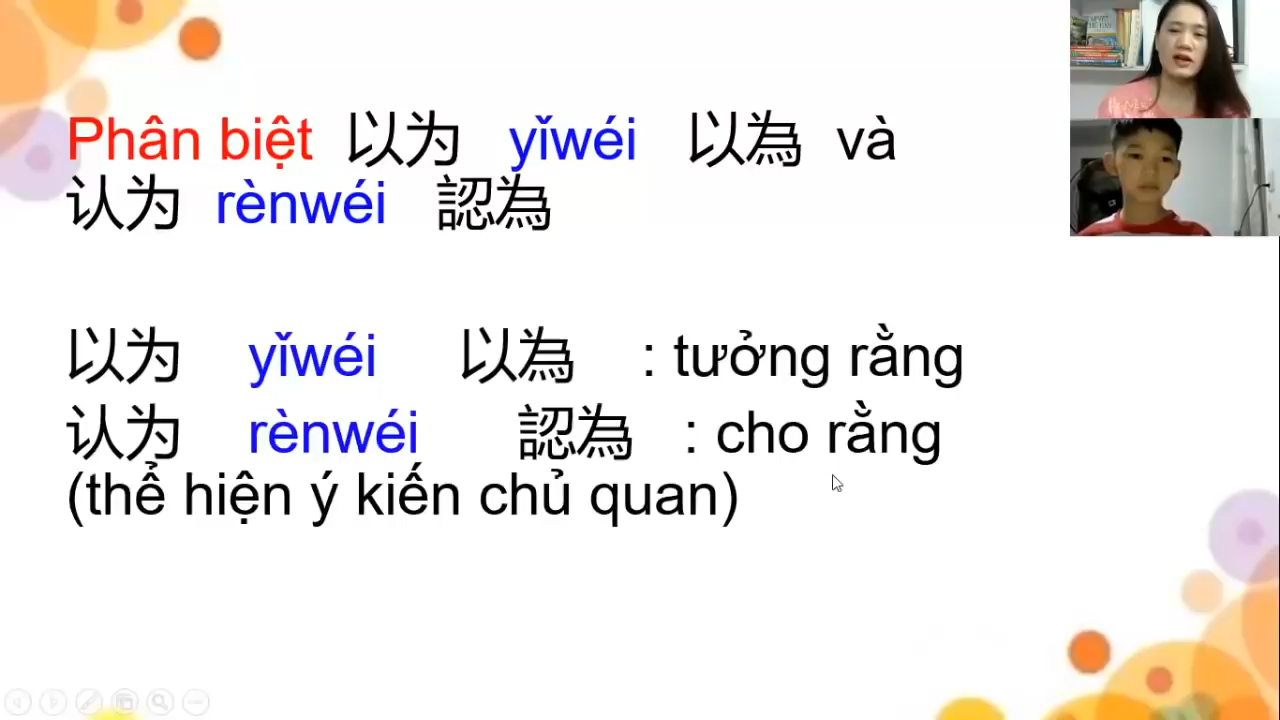 Phân biệt 以为 yǐwéi 以為 và
认为 rènwéi 認為
以为 yǐwéi 以為 : tưởng rằng
认为 rènwéi 認為 : cho rằng
(thể hiện ý kiến chủ quan)